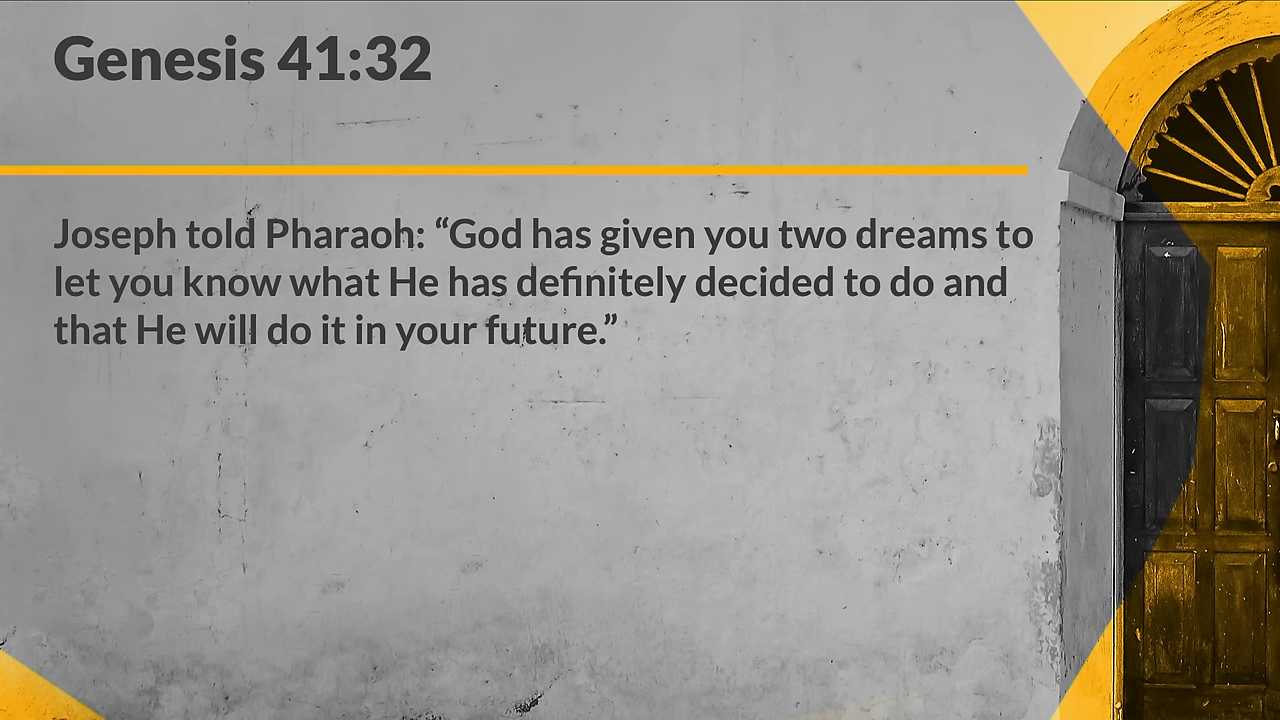 Genesis 41:32
Joseph told Pharaoh: “God has given you two dreams to
let you know what He has definitely decided to do and
that He will do it in your future.”